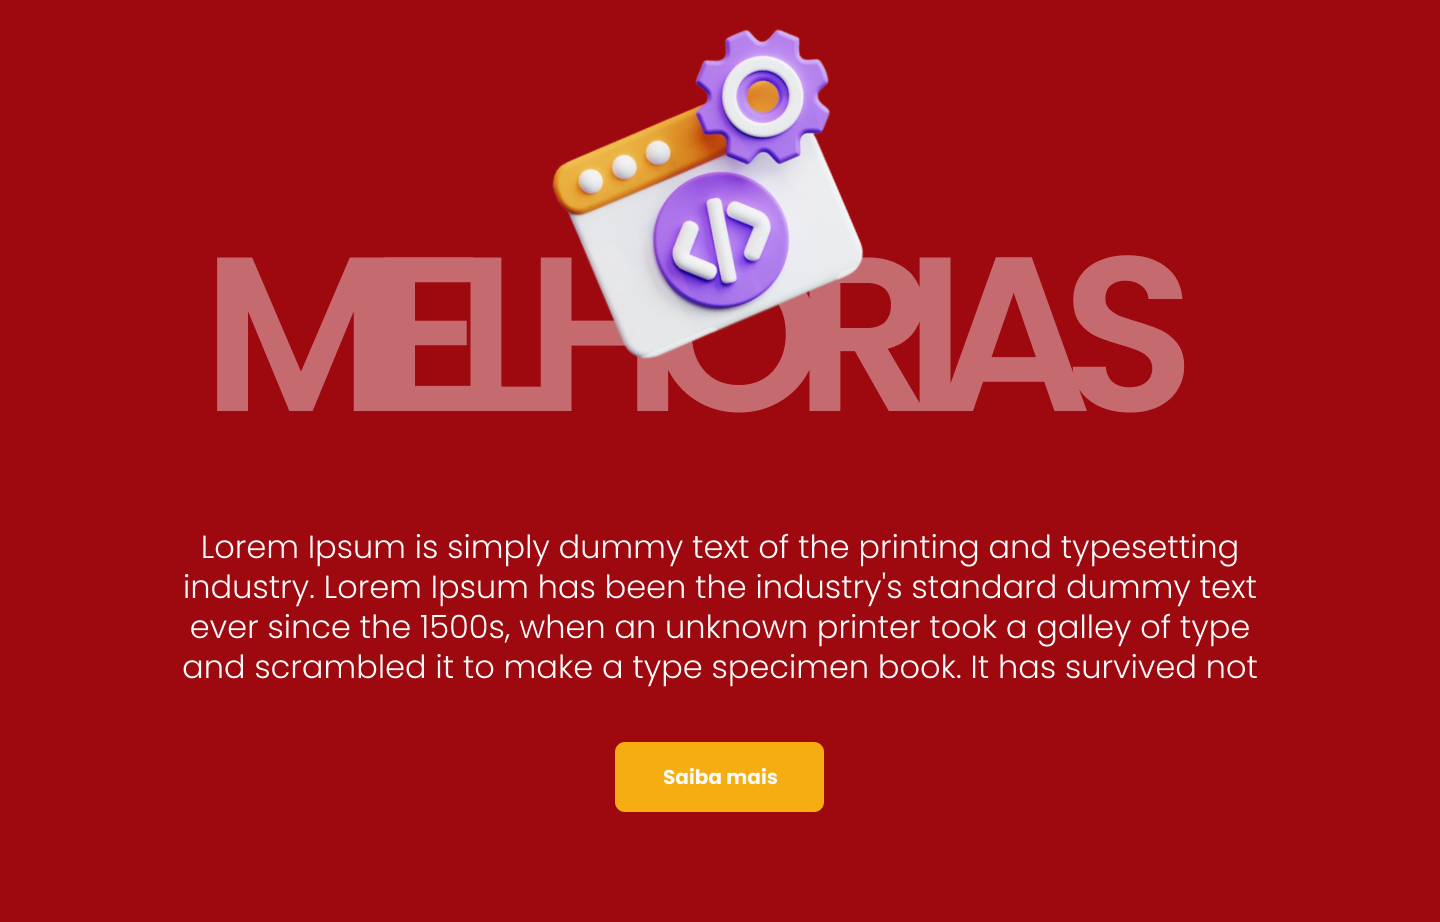 MELHORIAS
Lorem Ipsum is simply dummy text of the printing and typesetting
industry. Lorem Ipsum has been the industry's standard dummy text
ever since the 1500s, when an unknown printer took a galley of type
and scrambled it to make a type specimen book. It has survived not
Saiba mais